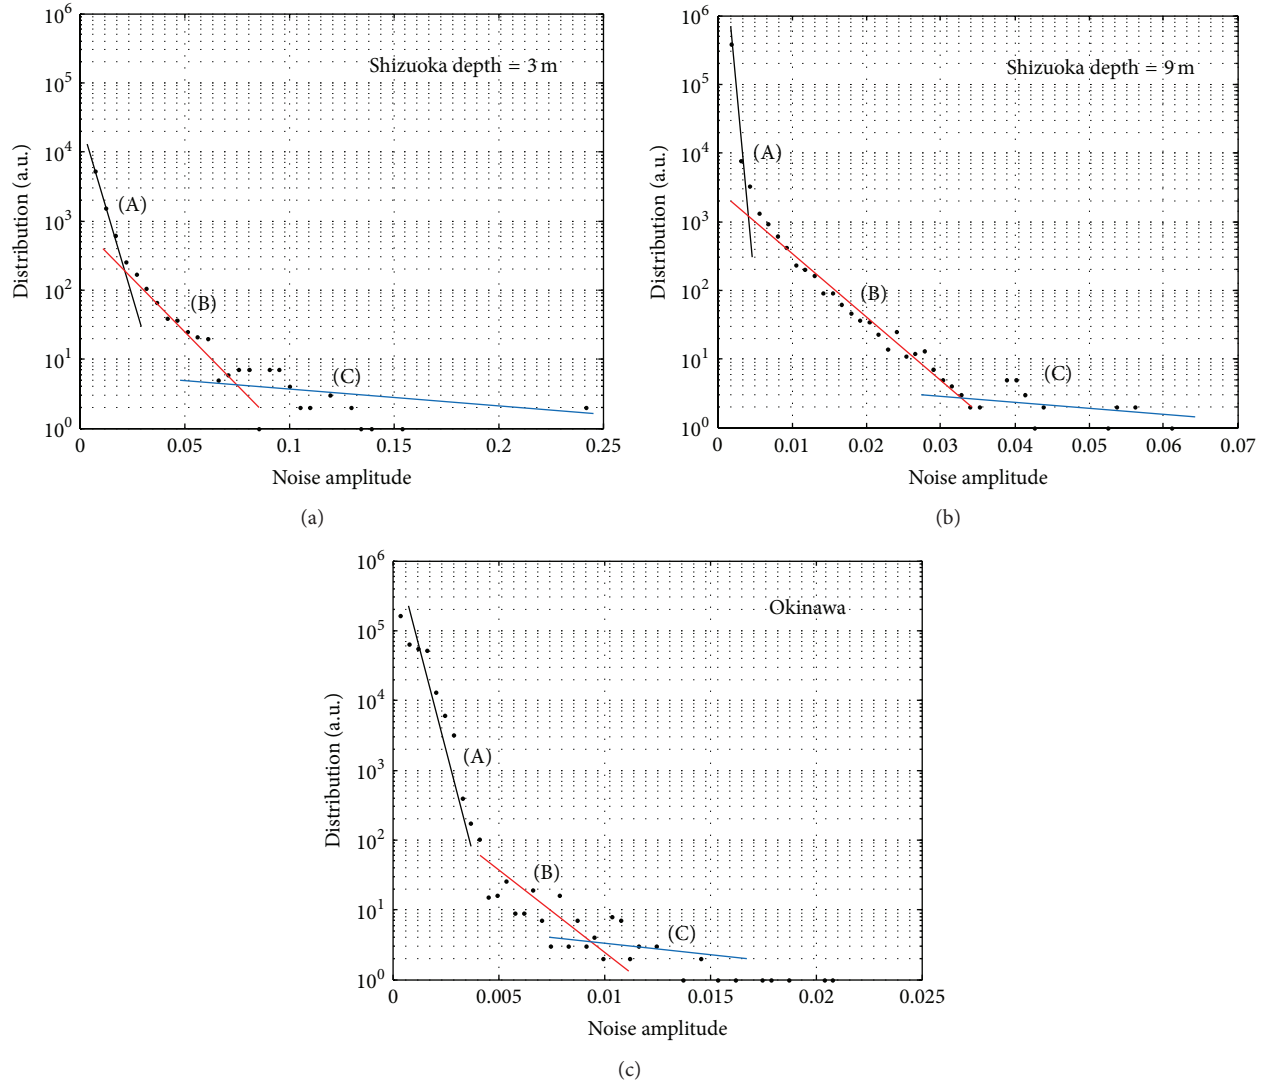 10^6
10^5
10^4
10^3
10^2
10^1
10^0
Distribution (a.u.)
Shizuoka depth = 3 m
(A)
(B)
(C)
0 0.05 0.1 0.15 0.2 0.25
Noise amplitude
(a)
10^6
10^5
10^4
10^3
10^2
10^1
10^0
Distribution (a.u.)
Shizuoka depth = 9 m
(A)
(B)
(C)
0 0.01 0.02 0.03 0.04 0.05 0.06 0.07
Noise amplitude
(b)
10^6
10^5
10^4
10^3
10^2
10^1
10^0
Distribution (a.u.)
Okinawa
(A)
(B)
(C)
0 0.005 0.01 0.015 0.02 0.025
Noise amplitude
(c)